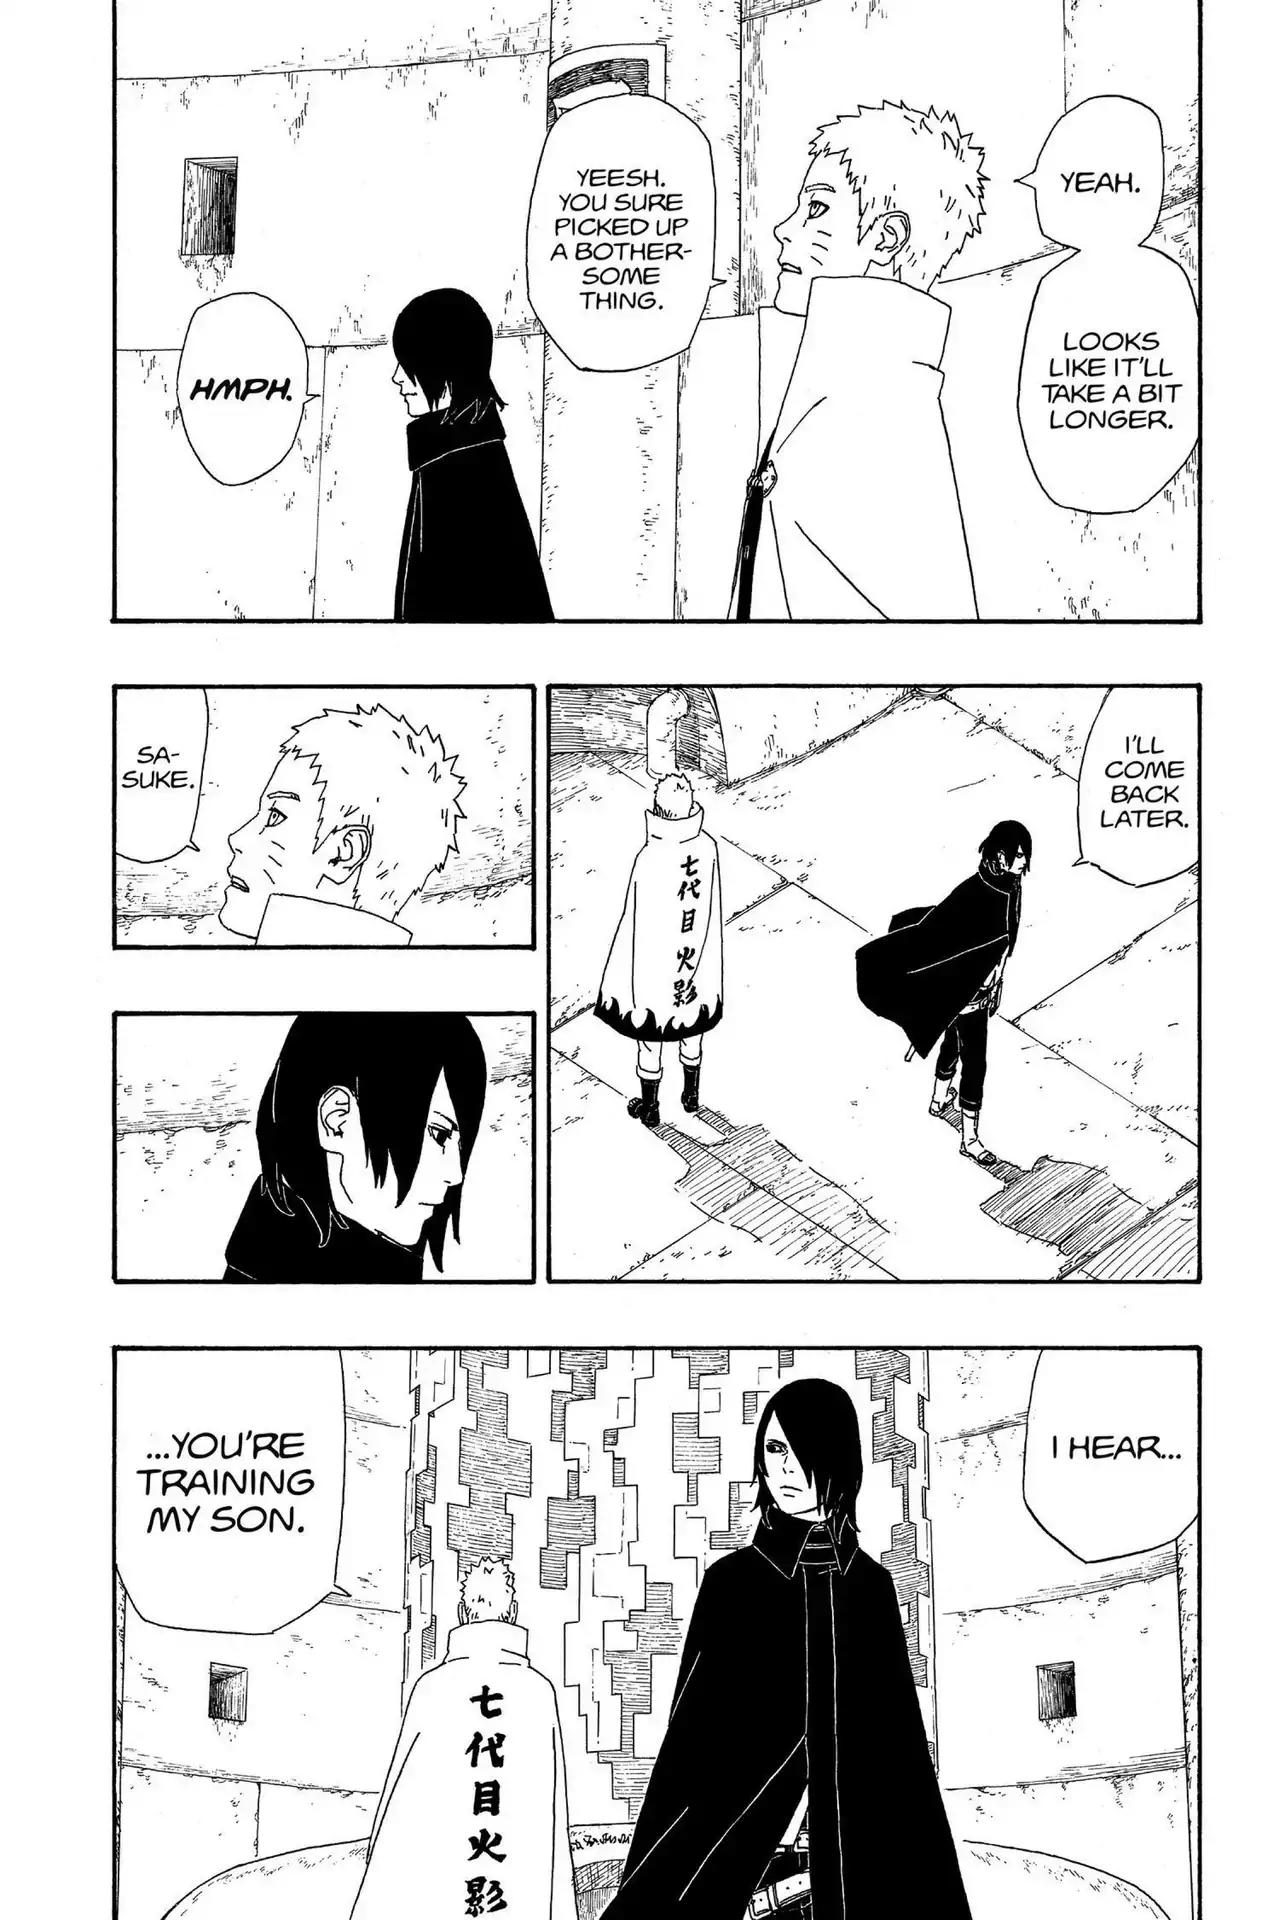 YEAH.
LOOKS
LIKE IT'LL
TAKE A BIT
LONGER.
YEESH.
YOU SURE
PICKED UP
A BOTHER-
SOME
THING.
HMPH.
I'LL
COME
BACK
LATER.
七代目火影
SA-
SUKE.
I HEAR...
...YOU'RE
TRAINING
MY SON.
七代目火影